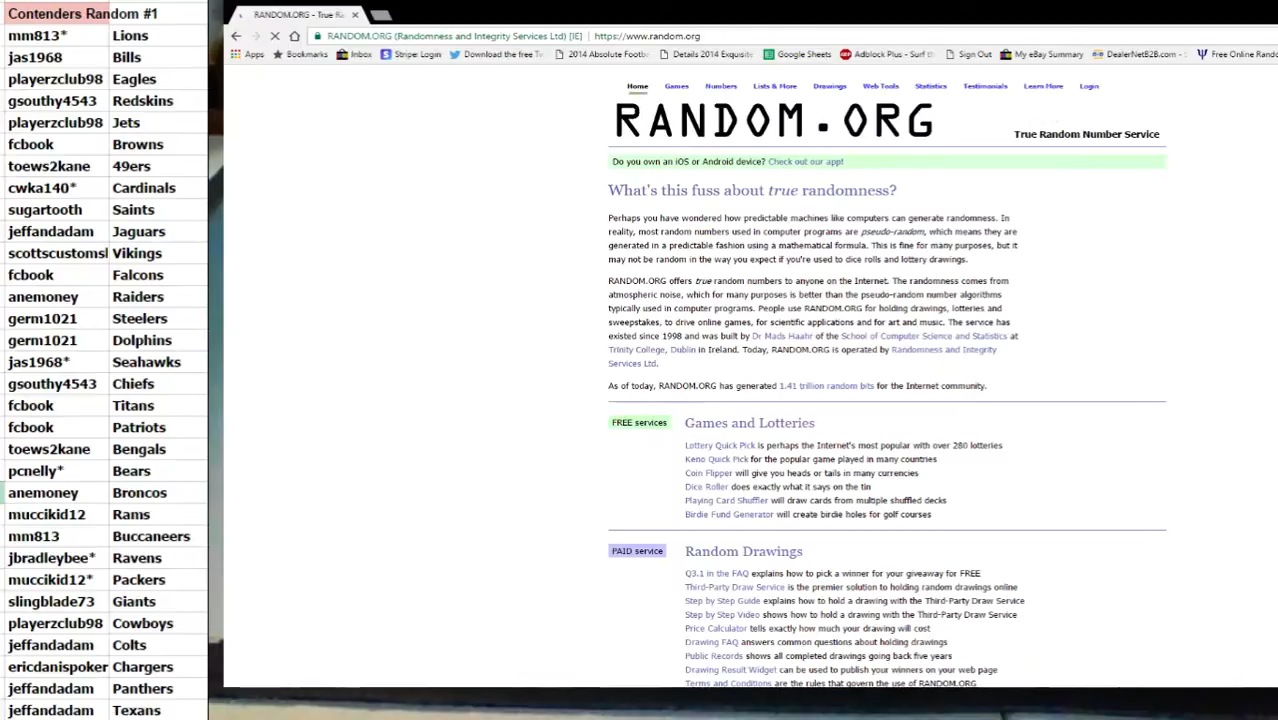 Contenders Random #1
mm813* Lions
jas1968 Bills
playerzclub98 Eagles
gsouthy4543 Redskins
playerzclub98 Jets
fcbook Browns
toews2kane 49ers
cwka140* Cardinals
sugartooth Saints
jeffandadam Jaguars
scottscustomsl Vikings
fcbook Falcons
anemoney Raiders
germ1021 Steelers
germ1021 Dolphins
jas1968* Seahawks
gsouthy4543 Chiefs
fcbook Titans
fcbook Patriots
toews2kane Bengals
pcnelly* Bears
anemoney Broncos
muccikid12 Rams
mm813 Buccaneers
jbradleybee* Ravens
muccikid12* Packers
slingblade73 Giants
playerzclub98 Cowboys
jeffandadam Colts
ericdanispoker Chargers
jeffandadam Panthers
jeffandadam Texans
RANDOM.ORG - True Ra
RANDOM.ORG (Randomness and Integrity Services Ltd) [IE] https://www.random.org
Apps Bookmarks Inbox Striper Login Download the free T 2014 Absolute Footb Details 2014 Exquisite Google Sheets Adblock Plus - Surf th Sign Out My eBay Summary DealerNetB2B.com - Free Online Rando
Home Games Numbers Lists & More Drawings Web Tools Statistics Testimonials Learn More Login
RANDOM.ORG
True Random Number Service
Do you own an iOS or Android device? Check out our app!
What's this fuss about true randomness?
Perhaps you have wondered how predictable machines like computers can generate randomness. In
reality, most random numbers used in computer programs are pseudo-random, which means they are
generated in a predictable fashion using a mathematical formula. This is fine for many purposes, but it
may not be random in the way you expect if you're used to dice rolls and lottery drawings.
RANDOM.ORG offers true random numbers to anyone on the Internet. The randomness comes from
atmospheric noise, which for many purposes is better than the pseudo-random number algorithms
typically used in computer programs. People use RANDOM.ORG for holding drawings, lotteries and
sweepstakes, to drive online games, for scientific applications and for art and music. The service has
existed since 1998 and was built by Dr Mads Haahr of the School of Computer Science and Statistics at
Trinity College, Dublin in Ireland. Today, RANDOM.ORG is operated by Randomness and Integrity
Services Ltd.
As of today, RANDOM.ORG has generated 1.41 trillion random bits for the Internet community.
FREE services Games and Lotteries
Lottery Quick Pick is perhaps the Internet's most popular with over 280 lotteries
Keno Quick Pick for the popular game played in many countries
Coin Flipper will give you heads or tails in many currencies
Dice Roller does exactly what it says on the tin
Playing Card Shuffler will draw cards from multiple shuffled decks
Birdie Fund Generator will create birdie holes for golf courses
PAID service Random Drawings
Q3.1 in the FAQ explains how to pick a winner for your giveaway for FREE
Third-Party Draw Service is the premier solution to holding random drawings online
Step by Step Guide explains how to hold a drawing with the Third-Party Draw Service
Step by Step Video shows how to hold a drawing with the Third-Party Draw Service
Price Calculator tells exactly how much your drawing will cost
Drawing FAQ answers common questions about holding drawings
Public Records shows all completed drawings going back five years
Drawing Result Widget can be used to publish your winners on your web page
Terms and Conditions are the rules that govern the use of RANDOM.ORG